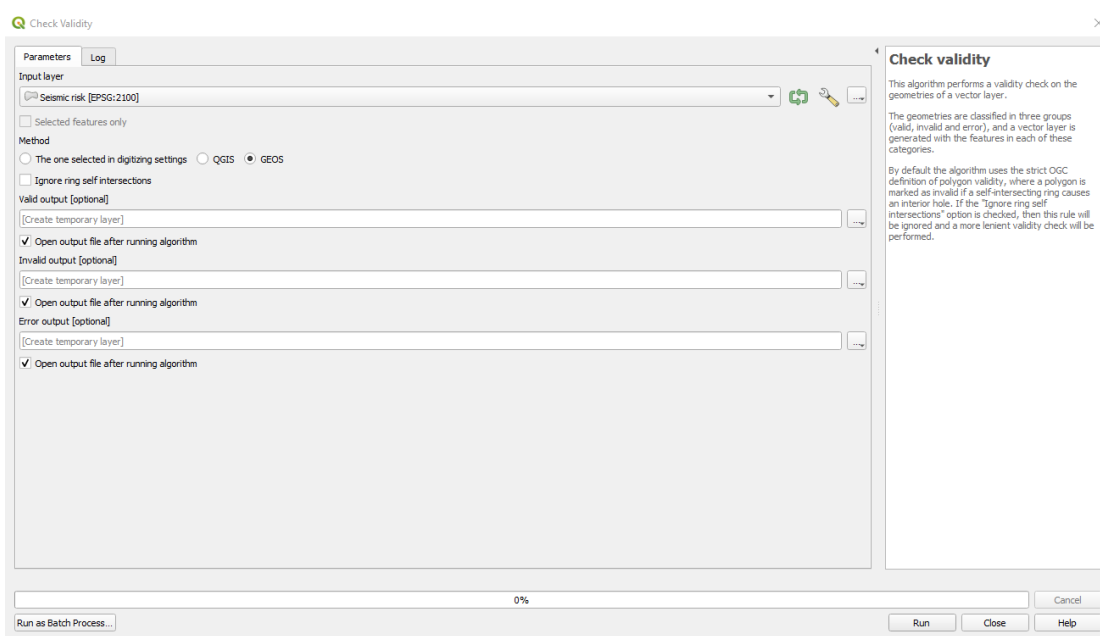 Check Validity
Parameters Log
Input layer
Seismic risk [EPSG:2100]
...
Selected features only
Method
The one selected in digitizing settings QGIS GEOS
Ignore ring self intersections
Valid output [optional]
[Create temporary layer]
...
Open output file after running algorithm
Invalid output [optional]
[Create temporary layer]
...
Open output file after running algorithm
Error output [optional]
[Create temporary layer]
...
Open output file after running algorithm
Check validity
This algorithm performs a validity check on the
geometries of a vector layer.
The geometries are classified in three groups
(valid, invalid and error), and a vector layer is
generated with the features in each of these
categories.
By default the algorithm uses the strict OGC
definition of polygon validity, where a polygon is
marked as invalid if a self-intersecting ring causes
an interior hole. If the "Ignore ring self
intersections" option is checked, then this rule will
be ignored and a more lenient validity check will be
performed.
0%
Cancel
Run as Batch Process...
Run Close Help